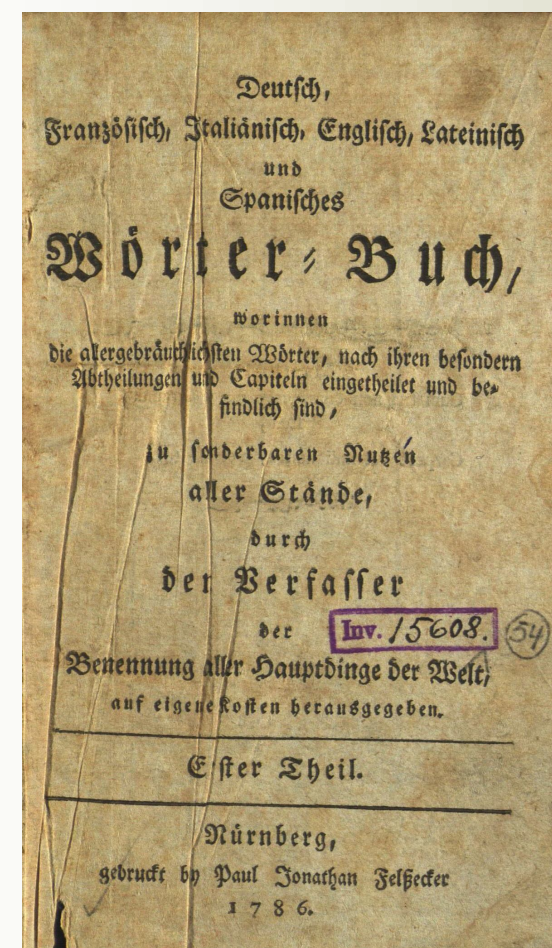 Deutsch,
Französisch, Italiänisch, Englisch, Lateinisch
und
Spanisches
Wörter-Buch,
worinnen
die allergebräuchlichsten Wörter, nach ihren besondern
Abtheilungen und Capiteln eingetheilet und be-
findlich sind,
zu sonderbaren Nutzen
aller Stände,
durch
den Verfasser
der
Inv. 15608.
54
Benennung aller Hauptdinge der Welt,
auf eigene Kosten herausgegeben.
Erster Theil.
Nürnberg,
gedruckt by Paul Jonathan Felßecker
1786.